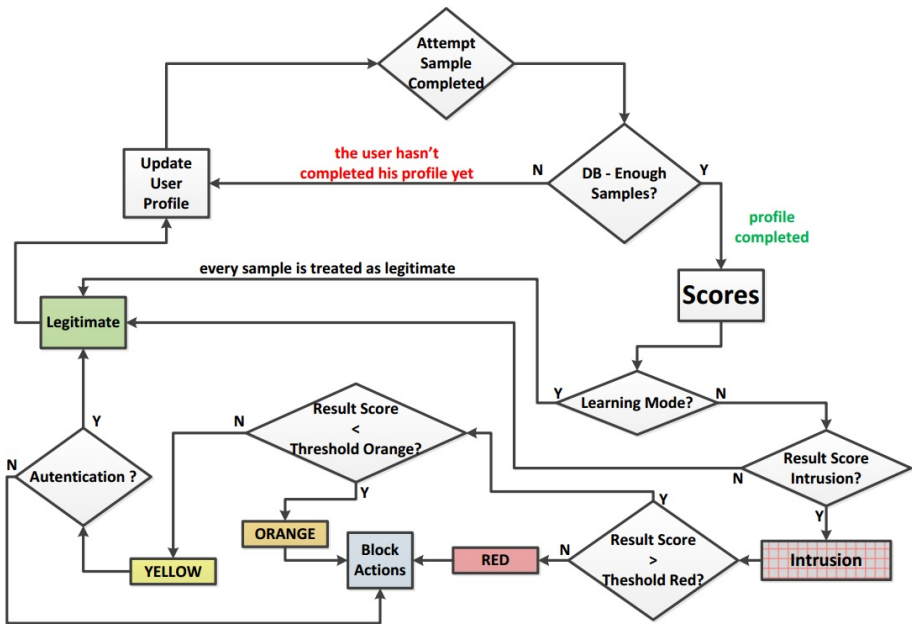 Attempt
Sample
Completed
Update
User
Profile
the user hasn't
completed his profile yet
N
DB - Enough
Samples?
Y
profile
completed
every sample is treated as legitimate
Scores
Legitimate
Y
Learning Mode?
N
Result Score
<
Threshold Orange?
N
Y
Result Score
Intrusion?
N
Y
Autentication ?
Y
N
ORANGE
Y
Result Score
>
Theshold Red?
N
Block
Actions
RED
Intrusion
YELLOW